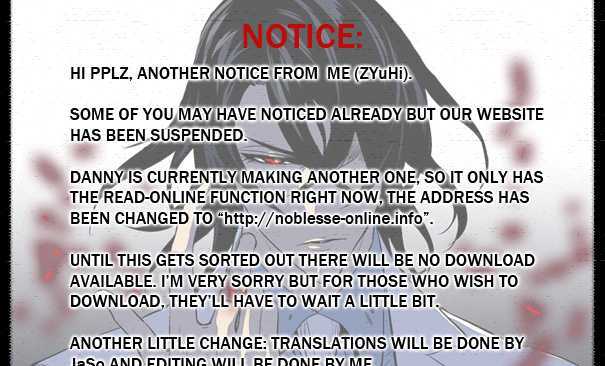 NOTICE:
HI PPLZ, ANOTHER NOTICE FROM ME (ZYuHi).
SOME OF YOU MAY HAVE NOTICED ALREADY BUT OUR WEBSITE
HAS BEEN SUSPENDED.
DANNY IS CURRENTLY MAKING ANOTHER ONE, SO IT ONLY HAS
THE READ-ONLINE FUNCTION RIGHT NOW, THE ADDRESS HAS
BEEN CHANGED TO “http://noblesse-online.info”.
UNTIL THIS GETS SORTED OUT THERE WILL BE NO DOWNLOAD
AVAILABLE. I’M VERY SORRY BUT FOR THOSE WHO WISH TO
DOWNLOAD, THEY’LL HAVE TO WAIT A LITTLE BIT.
ANOTHER LITTLE CHANGE: TRANSLATIONS WILL BE DONE BY
JaSo AND EDITING WILL BE DONE BY ME